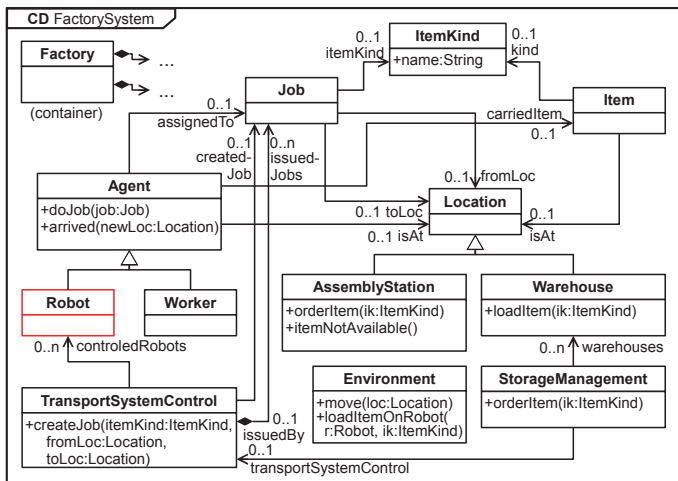 CD FactorySystem
Factory
...
...
(container)
0..1
itemKind
ItemKind
+name:String
0..1
kind
Job
Item
0..1
assignedTo
carriedItem
0..1
0..1
created-
Job
0..n
issued-
Jobs
Agent
+doJob(job:Job)
+arrived(newLoc:Location)
0..1
fromLoc
Location
0..1 toLoc
0..1
isAt
0..1
isAt
Robot
Worker
AssemblyStation
+orderItem(ik:ItemKind)
+itemNotAvailable()
Warehouse
+loadItem(ik:ItemKind)
0..n
controledRobots
0..n
warehouses
TransportSystemControl
+createJob(itemKind:ItemKind,
fromLoc:Location,
toLoc:Location)
0..1
issuedBy
Environment
+move(loc:Location)
+loadItemOnRobot(
r:Robot, ik:ItemKind)
StorageManagement
+orderItem(ik:ItemKind)
0..1
transportSystemControl